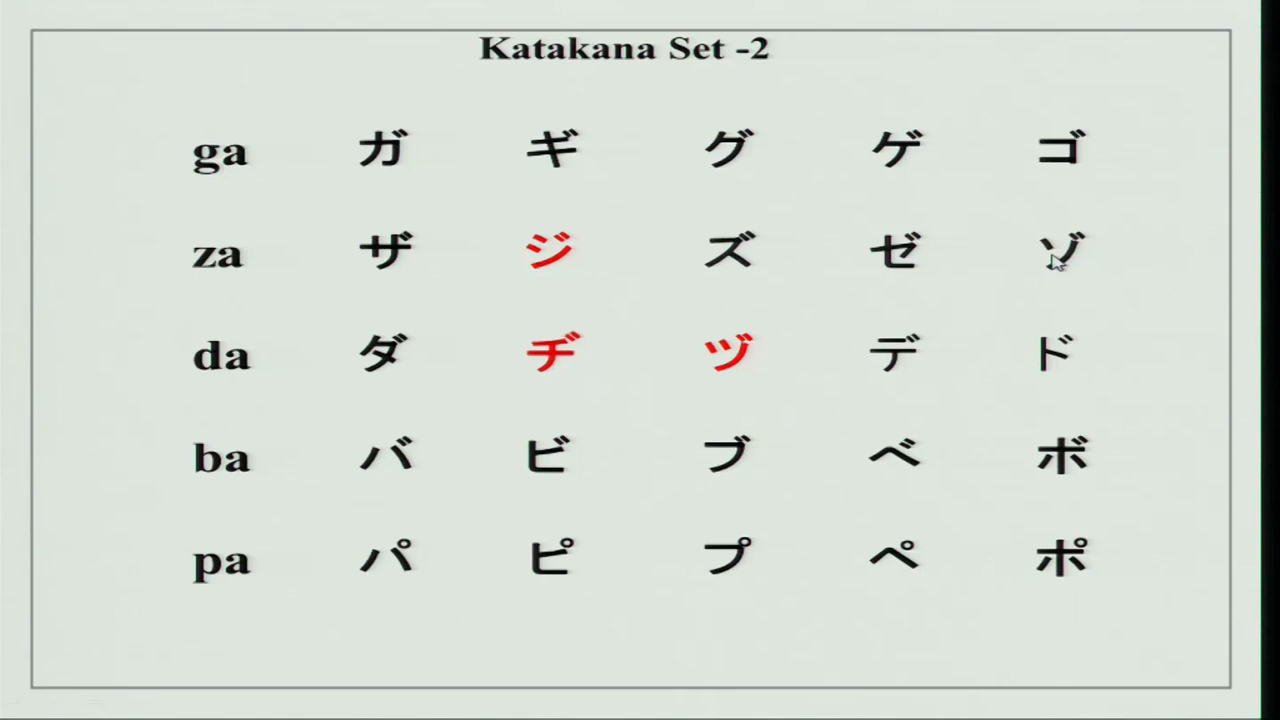 Katakana Set -2
ga ガ ギ グ ゲ ゴ
za ザ ジ ズ ゼ ゾ
da ダ ヂ ヅ デ ド
ba バ ビ ブ ベ ボ
pa パ ピ プ ペ ポ